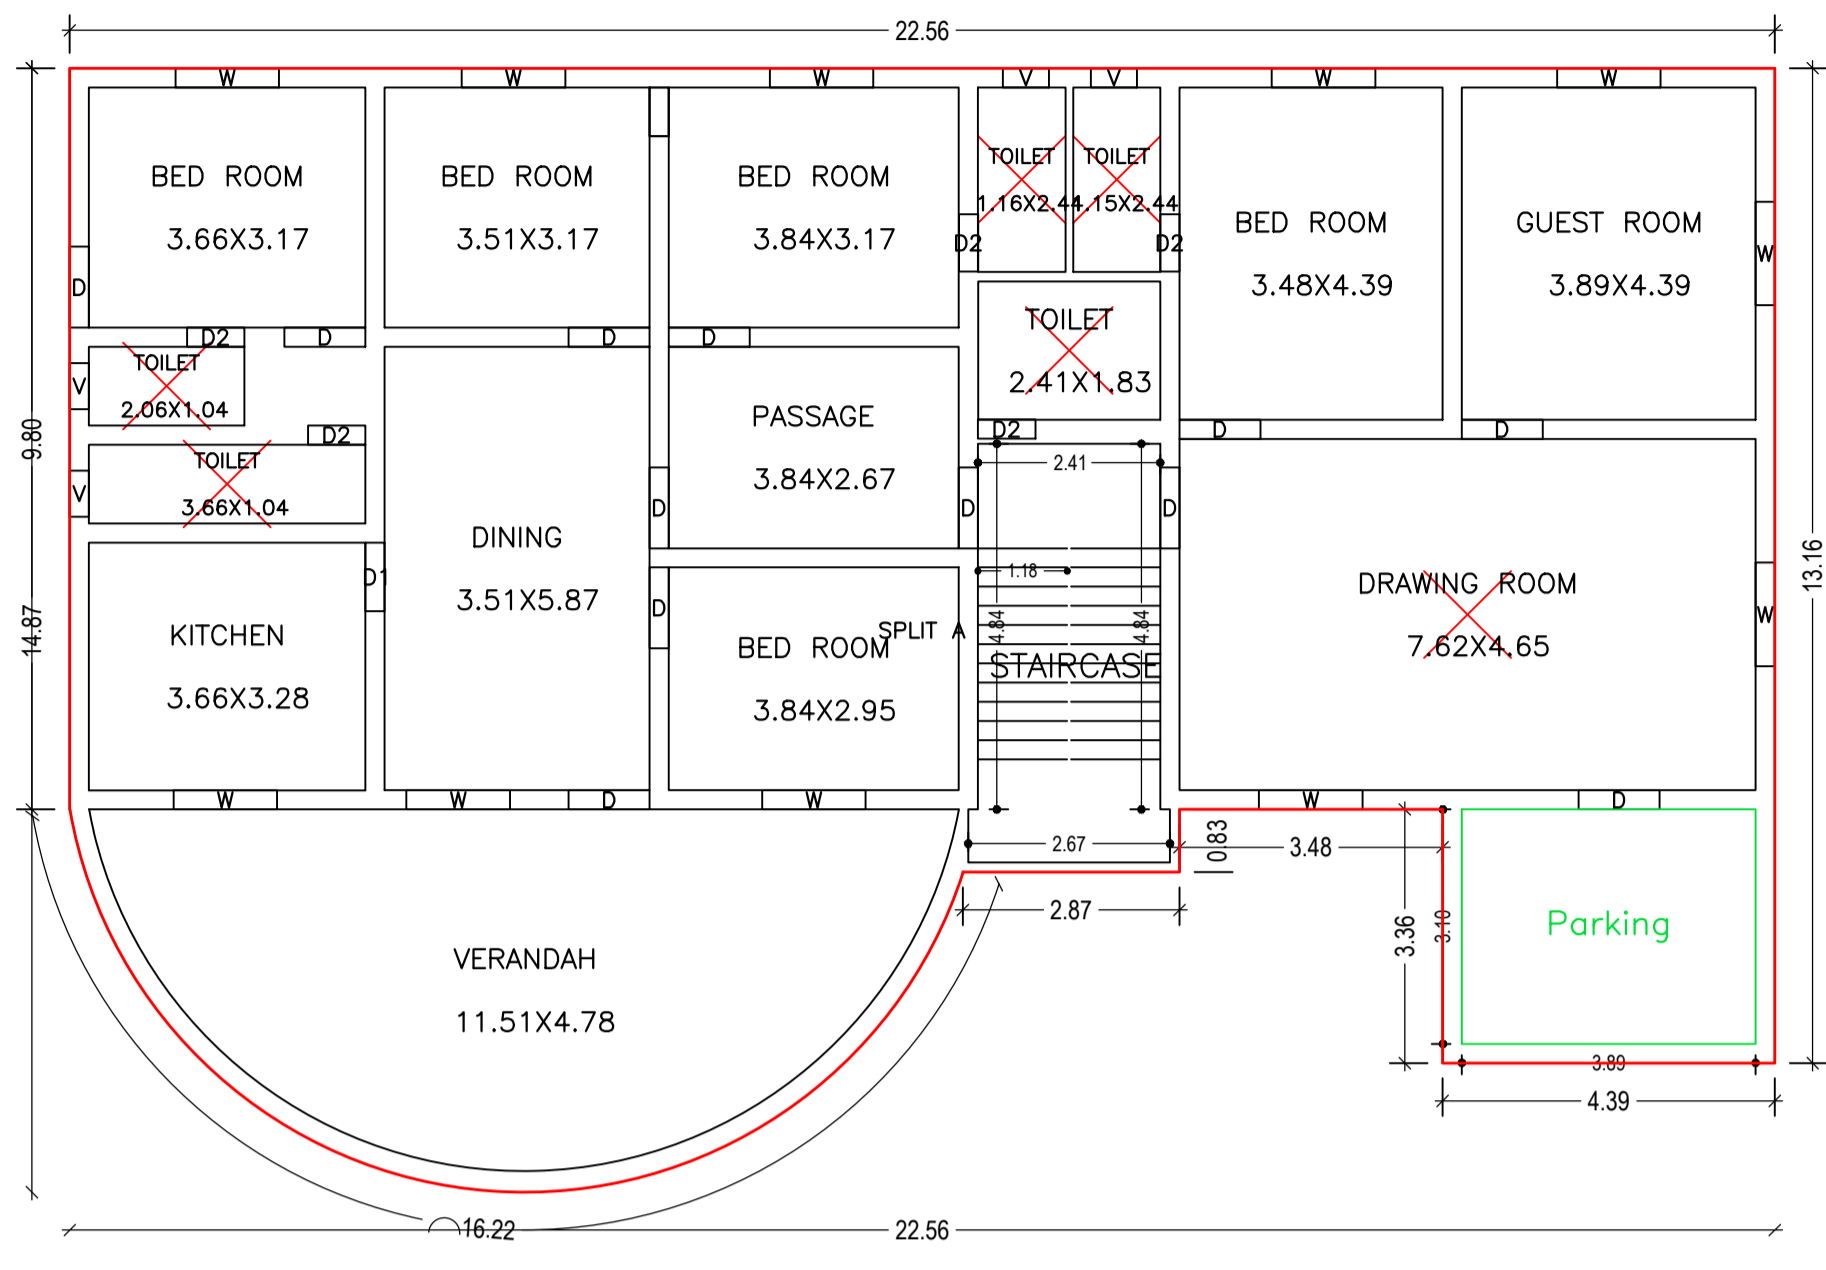 22.56
W W W V V W W
BED ROOM
3.66X3.17
BED ROOM
3.51X3.17
BED ROOM
3.84X3.17
TOILET
1.16X2.44
TOILET
1.15X2.44
BED ROOM
3.48X4.39
GUEST ROOM
3.89X4.39
D
D2
D2
W
D2
D
D
D
TOILET
2.06X1.04
V
TOILET
2.41X1.83
D2
D
D
9.80
D2
TOILET
3.66X1.04
V
PASSAGE
3.84X2.67
2.41
D
D
D
DINING
3.51X5.87
D1
1.18
13.16
DRAWING ROOM
7.62X4.65
W
14.87
KITCHEN
3.66X3.28
D
BED ROOM
3.84X2.95
SPLIT A
4.84
4.84
STAIRCASE
W
W
D
W
W
D
2.67
0.83
3.48
2.87
3.36
3.10
Parking
VERANDAH
11.51X4.78
3.89
4.39
16.22
22.56